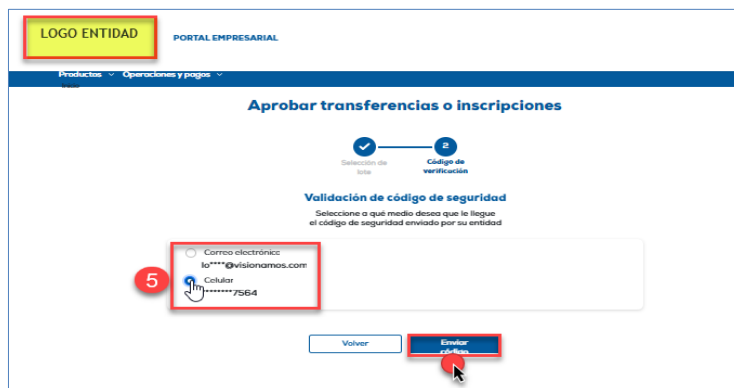 LOGO ENTIDAD
PORTAL EMPRESARIAL
Productos Operaciones y pagos
Inicio
Aprobar transferencias o inscripciones
2
Selección de lote
Código de verificación
Validación de código de seguridad
Seleccione a qué medio desea que le llegue
el código de seguridad enviado por su entidad
Correo electrónico
lo****@visionamos.com
5
Celular
*******7564
Volver
Enviar
código